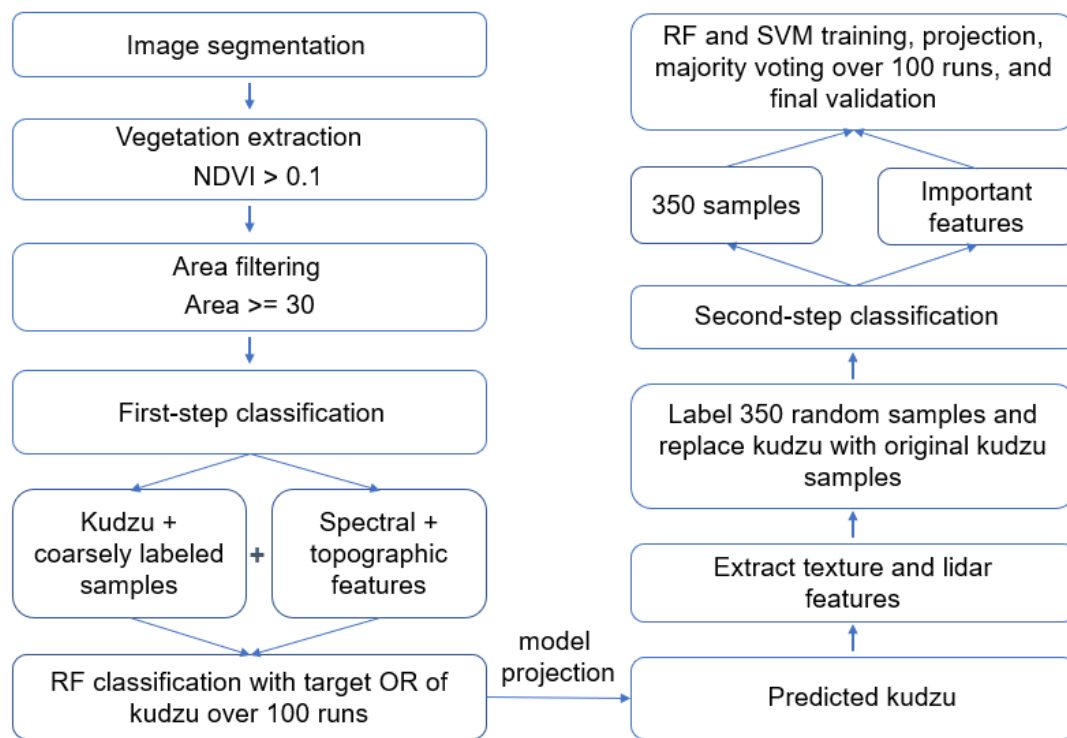 Image segmentation
Vegetation extraction
NDVI > 0.1
Area filtering
Area >= 30
First-step classification
Kudzu +
coarsely labeled
samples
+
Spectral +
topographic
features
RF classification with target OR of
kudzu over 100 runs
model
projection
Predicted kudzu
Extract texture and lidar
features
Label 350 random samples and
replace kudzu with original kudzu
samples
Second-step classification
350 samples
Important
features
RF and SVM training, projection,
majority voting over 100 runs, and
final validation